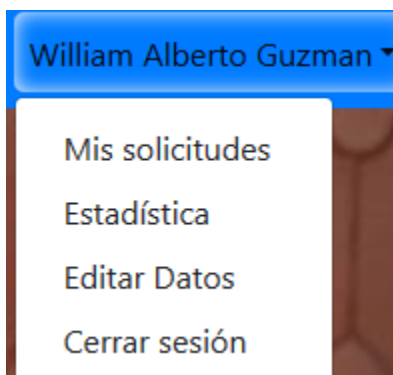 William Alberto Guzman
Mis solicitudes
Estadística
Editar Datos
Cerrar sesión